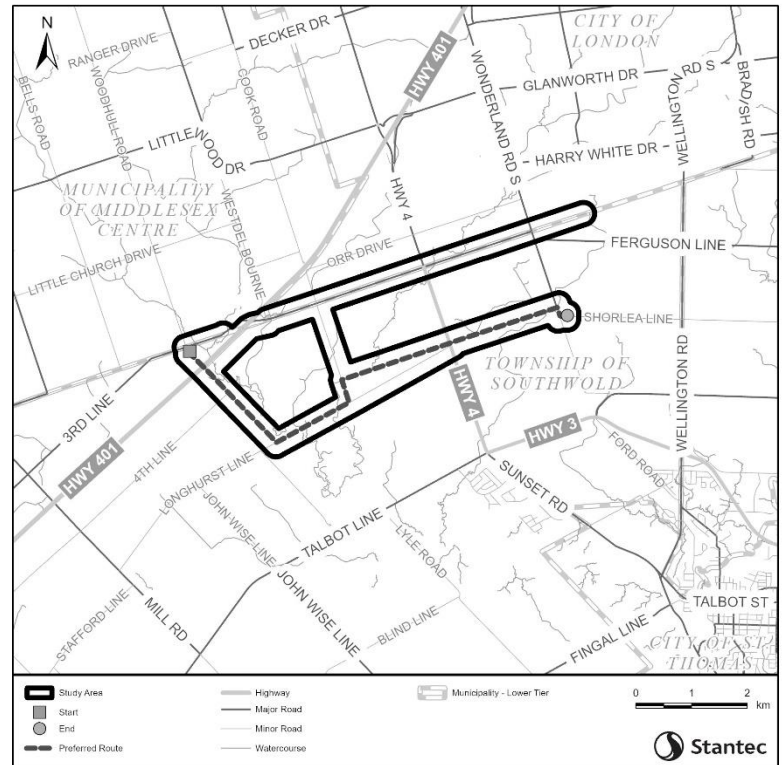 N
RANGER DRIVE
DECKER DR
HWY 401
CITY OF
LONDON
GLANWORTH DR
RD S
BELLS ROAD
WOODHULL ROAD
COOK ROAD
WONDERLAND RD S
WELLINGTON
BRADISH RD
LITTLE WOOD DR
HWY 4
HARRY WHITE DR
MUNICIPALITY
OF MIDDLESEX
CENTRE
WESTDEL BOURNE
ORR DRIVE
FERGUSON LINE
LITTLE CHURCH DRIVE
SHORLEA LINE
TOWNSHIP OF
SOUTHWOLD
3RD LINE
HWY 401
4TH LINE
HWY 4
HWY 3
WELLINGTON RD
FORD ROAD
LONGHURST LINE
JOHN WISE LINE
SUNSET RD
TALBOT LINE
LYLE ROAD
STAFFORD LINE
MILL RD
JOHN WISE LINE
BLIND LINE
FINGAL LINE
TALBOT ST
CITY OF ST.
THOMAS
Study Area
Start
End
Preferred Route
Highway
Major Road
Minor Road
Watercourse
Municipality - Lower Tier
0 1 2
km
Stantec